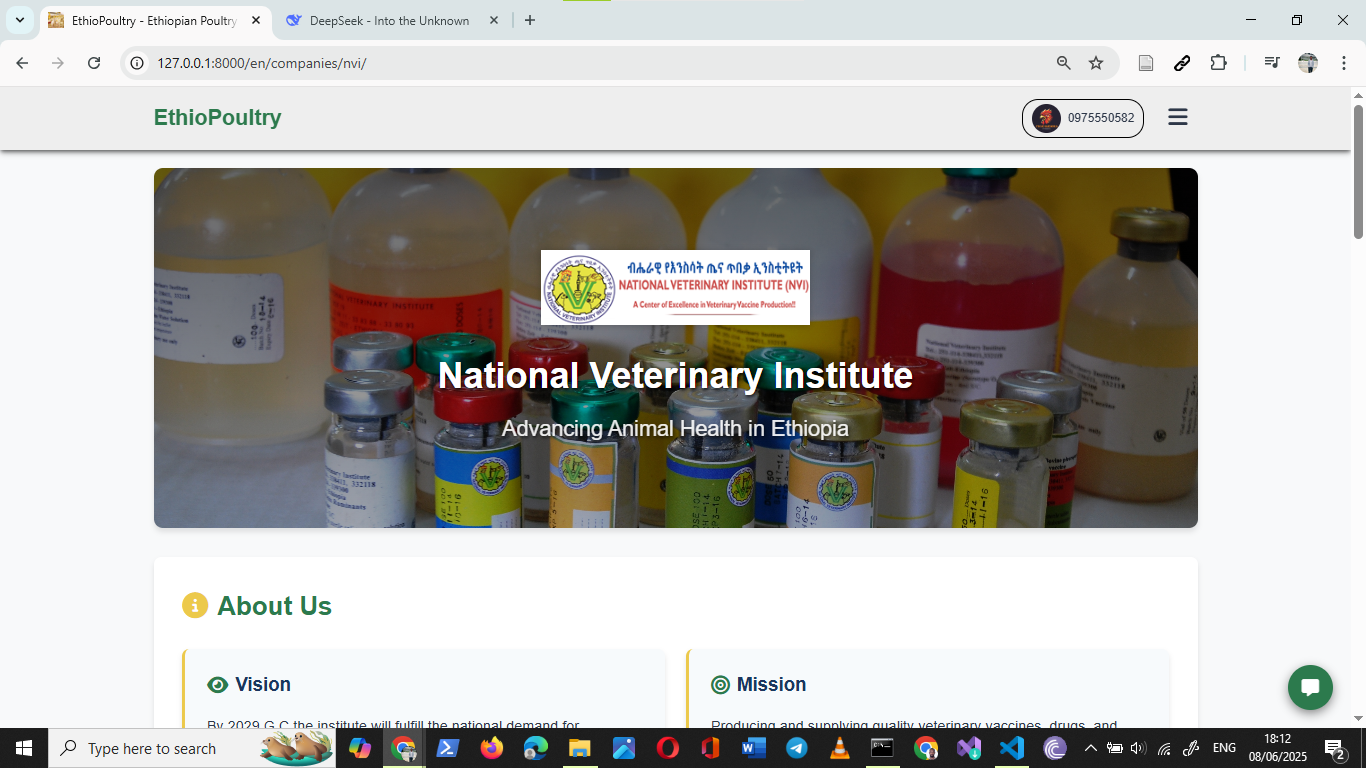 EthioPoultry - Ethiopian Poultry
DeepSeek - Into the Unknown
127.0.0.1:8000/en/companies/nvi/
EthioPoultry
0975550582
ብሔራዊ የእንስሳት ጤና ጥበቃ ኢንስቲትዩት
NATIONAL VETERINARY INSTITUTE (NVI)
A Center of Excellence in Veterinary Vaccine Production!!
NATIONAL VETERINARY INSTITUTE
National Veterinary Institute
Advancing Animal Health in Ethiopia
About Us
Vision
Mission
By 2029 G.C the institute will fulfill the national demand for
Producing and supplying quality veterinary vaccines, drugs, and
Type here to search
ENG
18:12
08/06/2025
2